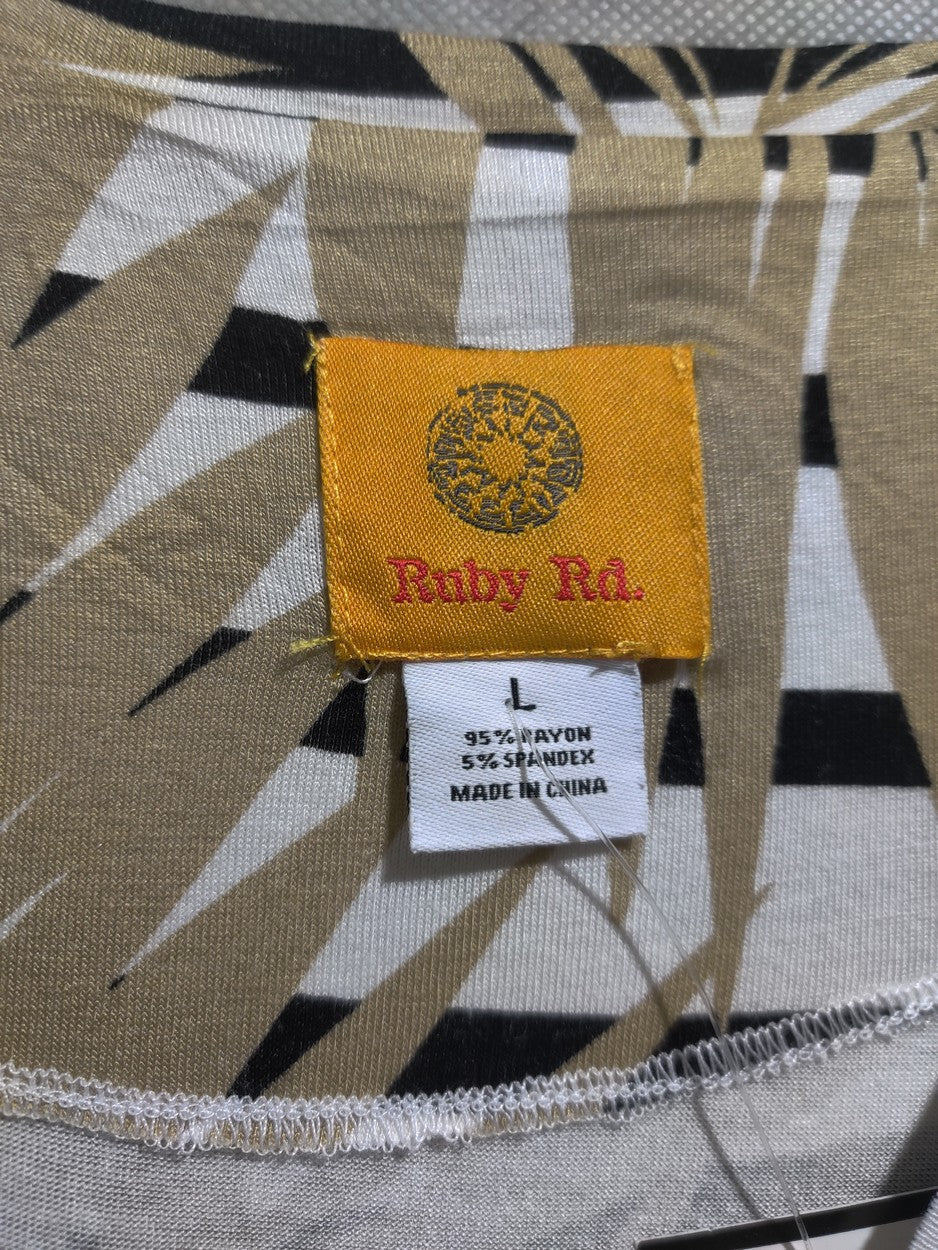 Ruby Rd.
L
95% RAYON
5% SPANDEX
MADE IN CHINA